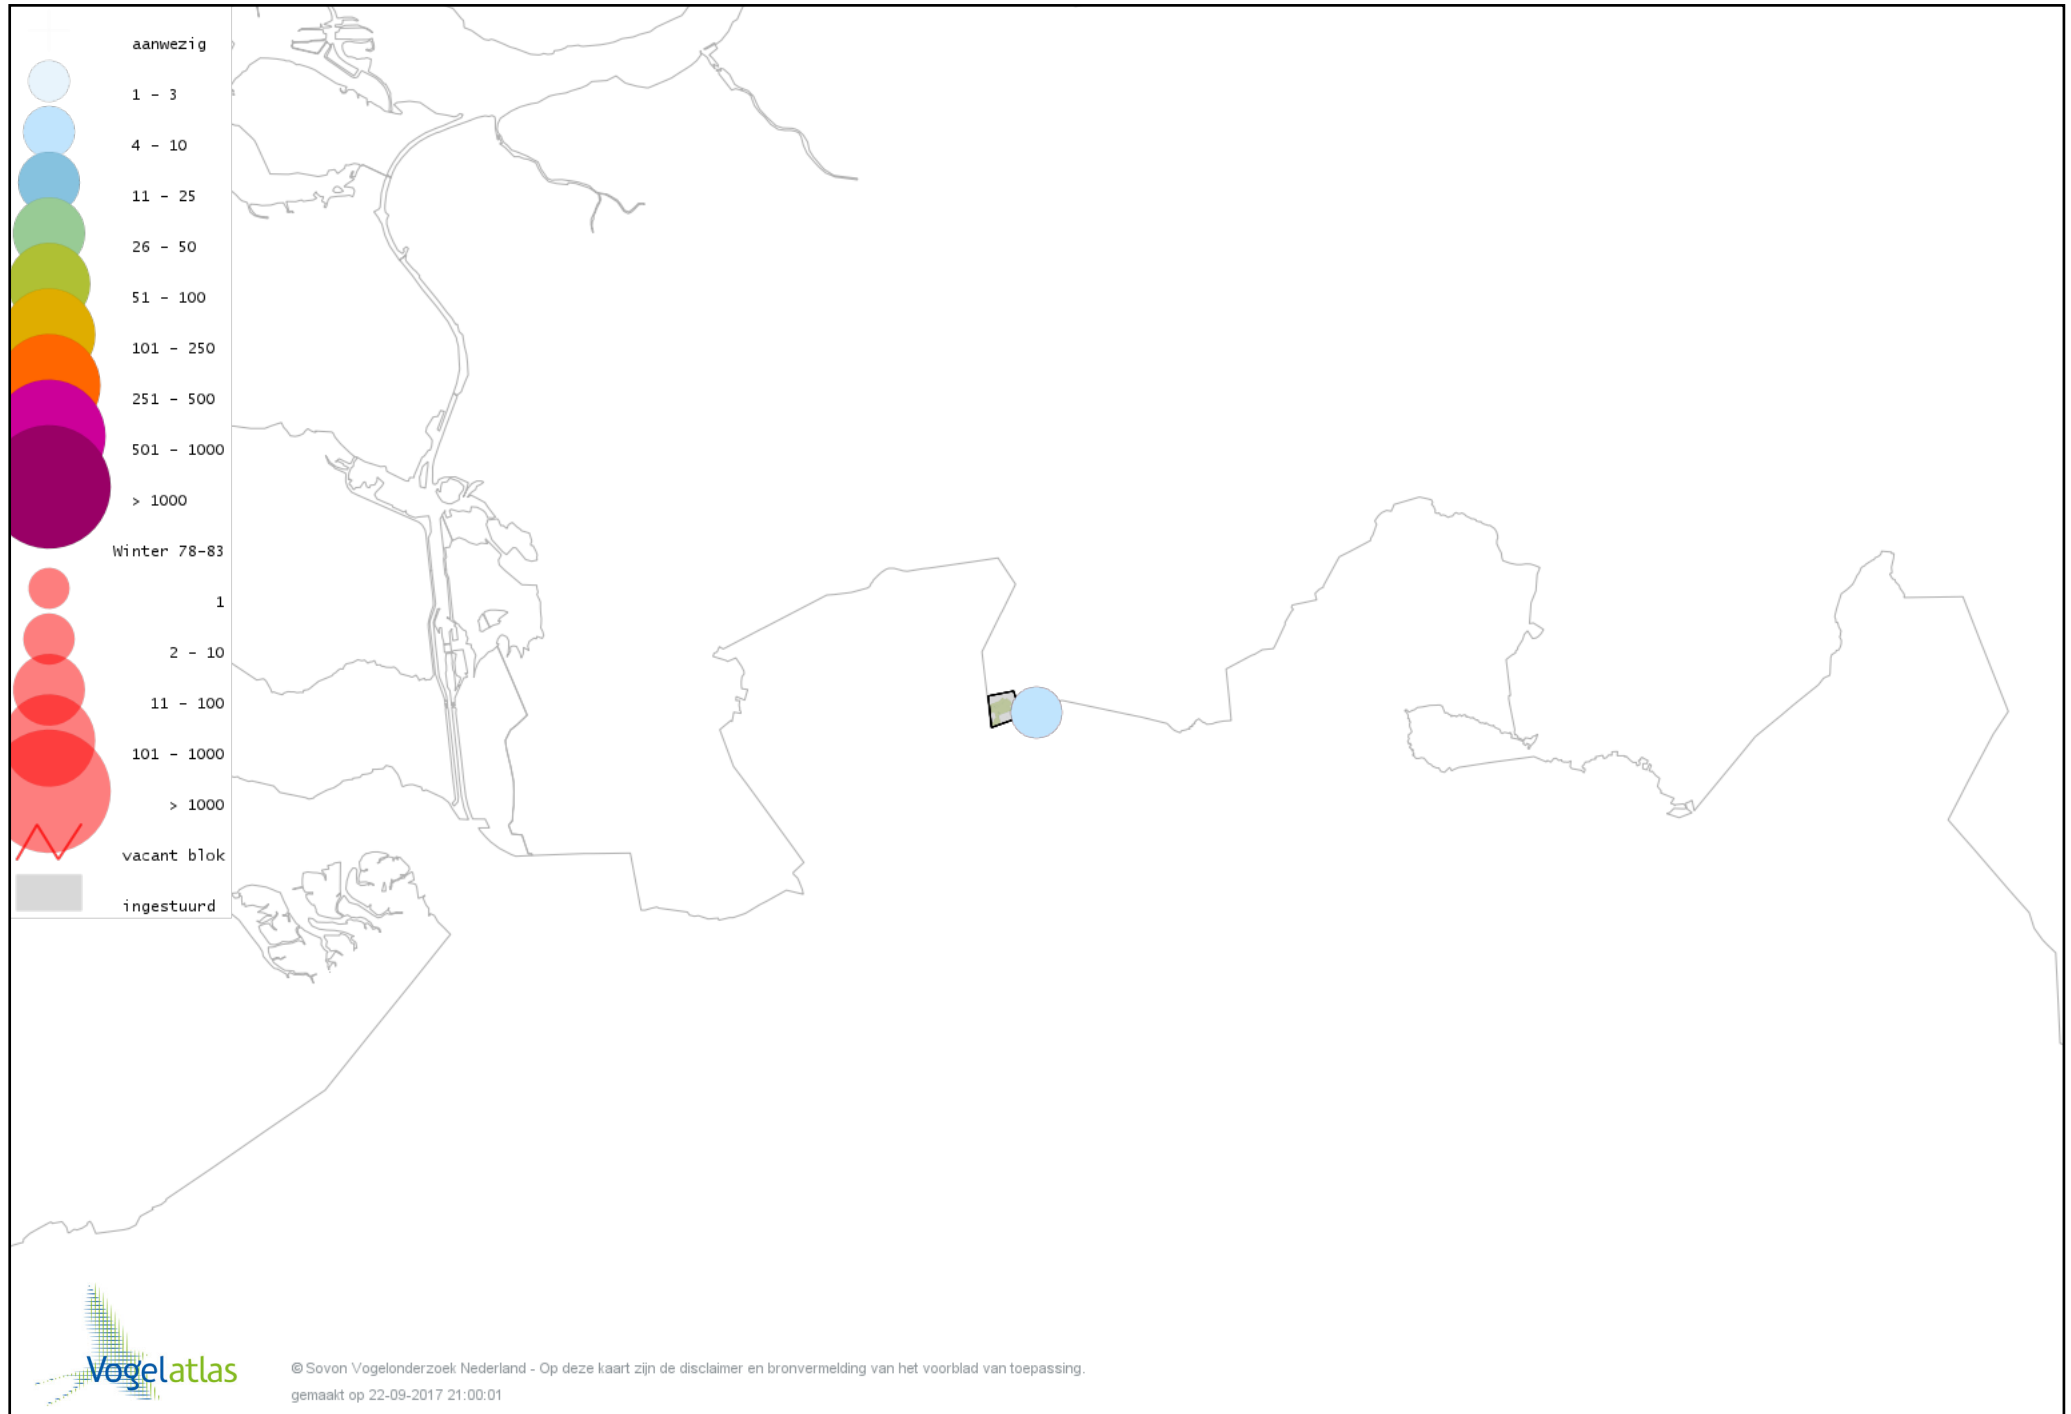 aanwezig
1 - 3
4 - 10
11 - 25
26 - 50
51 - 100
101 - 250
251 - 500
501 - 1000
> 1000
Winter 78-83
1
2 - 10
11 - 100
101 - 1000
> 1000
vacant blok
ingestuurd
Vogelatlas
© Sovon Vogelonderzoek Nederland - Op deze kaart zijn de disclaimer en bronvermelding van het voorblad van toepassing.
gemaakt op 22-09-2017 21:00:01